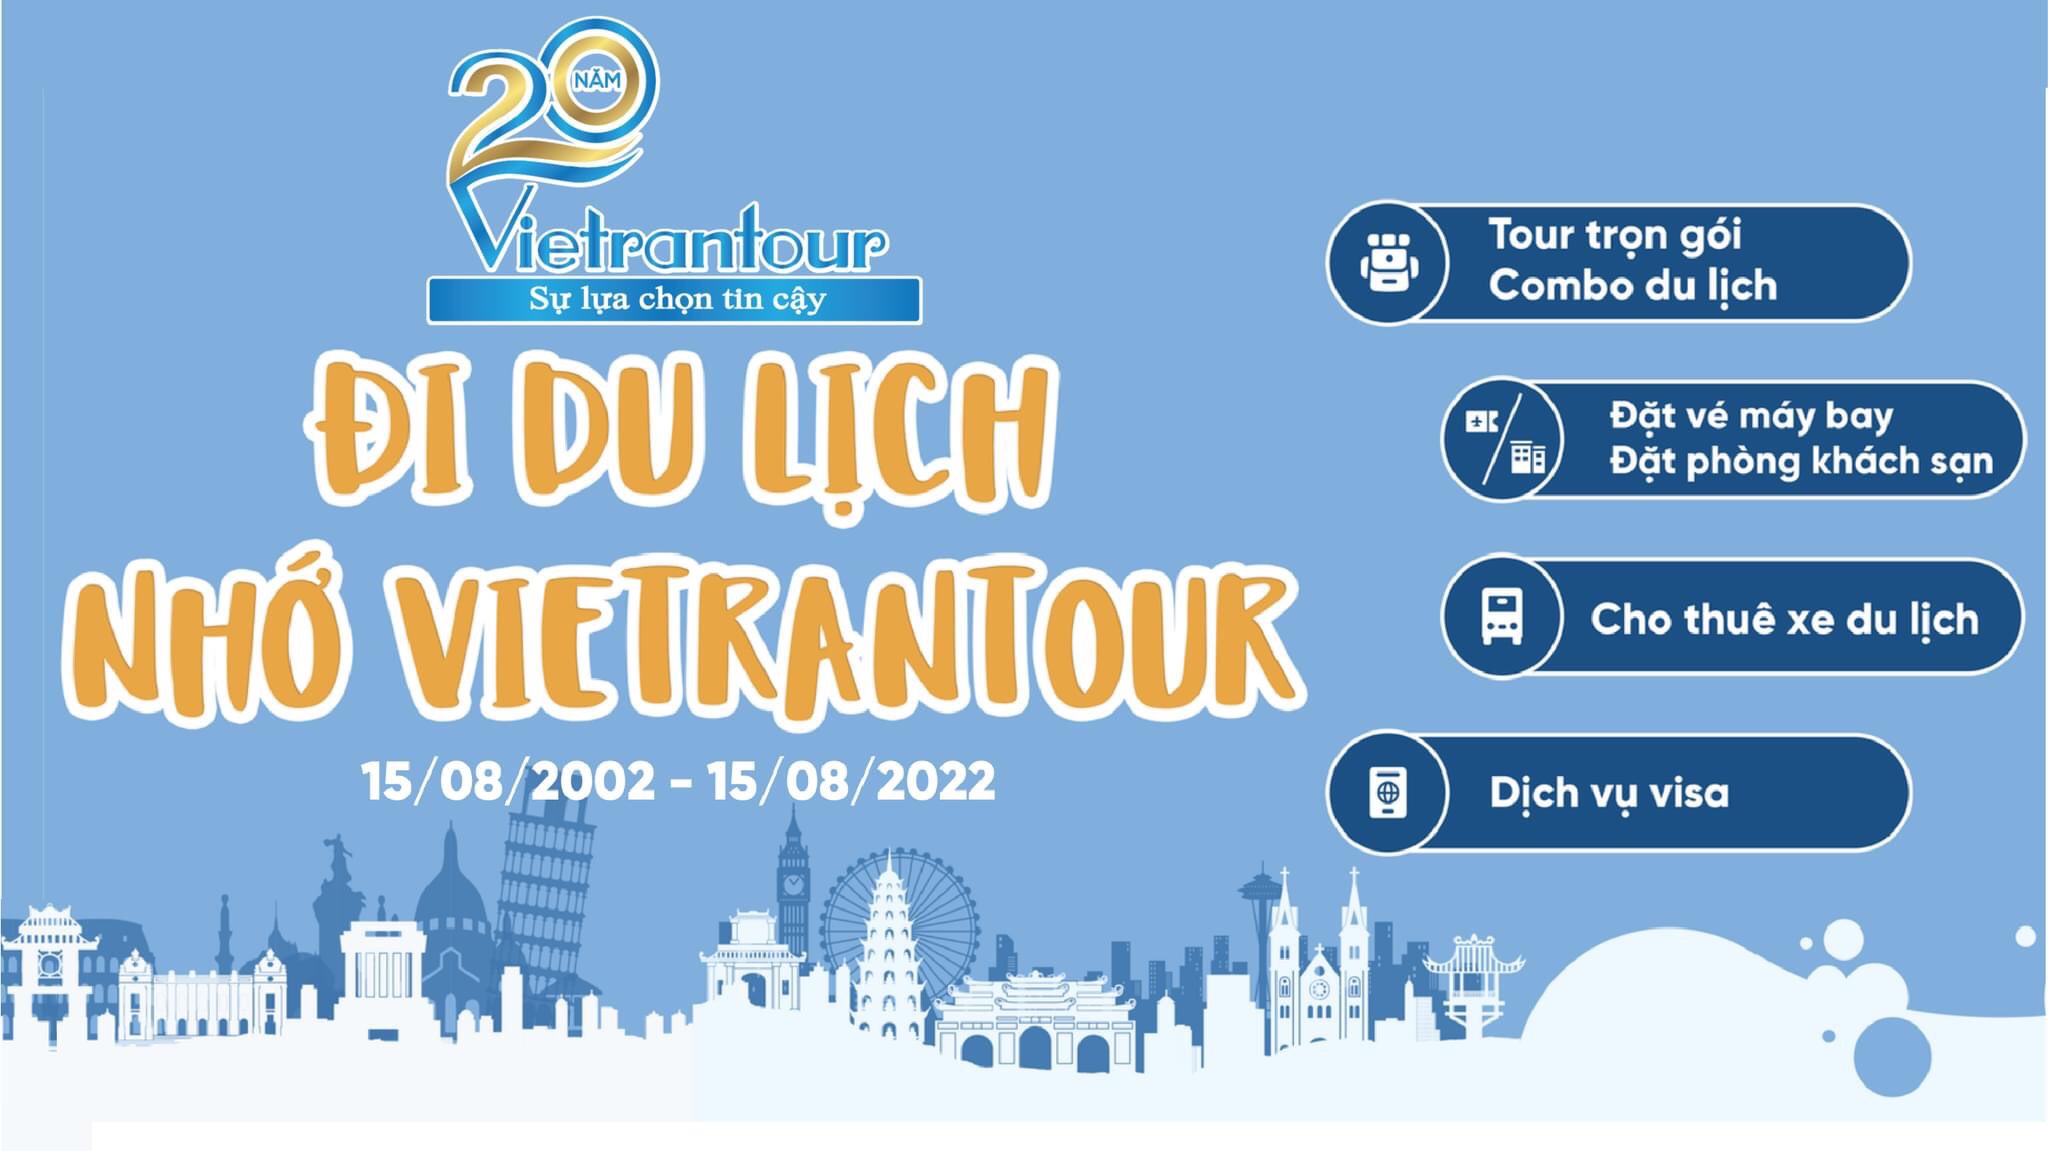 20 NĂM
Vietrantour
Sự lựa chọn tin cậy
ĐI DU LỊCH
NHỚ VIETRANTOUR
15/08/2002 - 15/08/2022
Tour trọn gói
Combo du lịch
Đặt vé máy bay
Đặt phòng khách sạn
Cho thuê xe du lịch
Dịch vụ visa